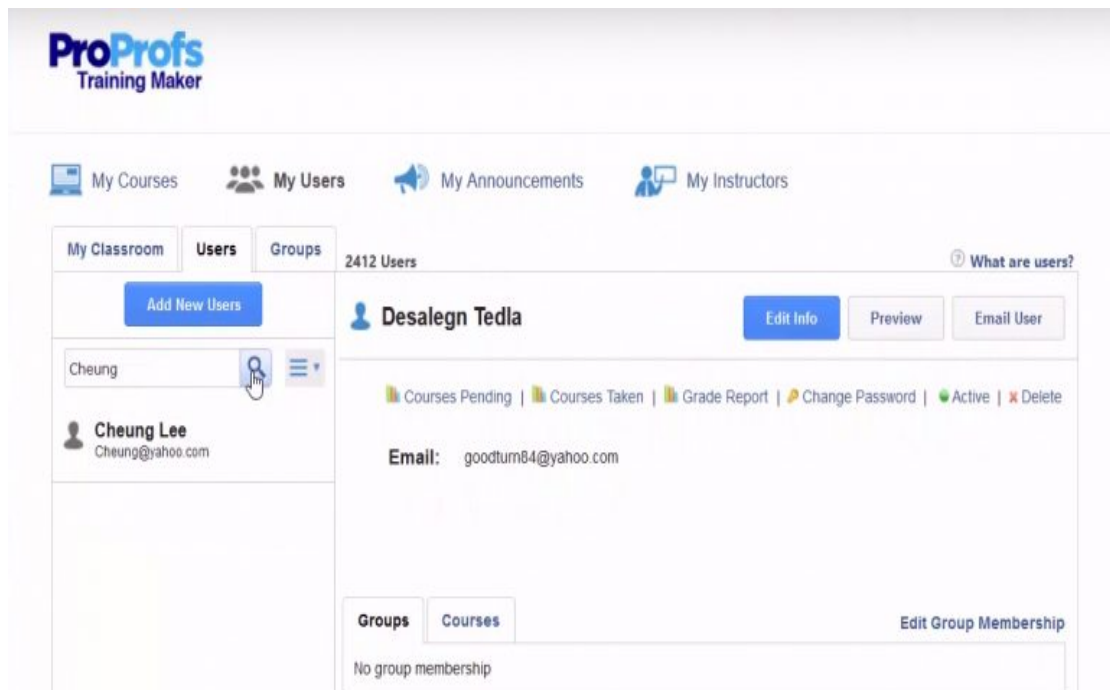 ProProfs
Training Maker
My Courses My Users My Announcements My Instructors
My Classroom Users Groups
2412 Users
? What are users?
Add New Users
Desalegn Tedla
Edit Info Preview Email User
Cheung
Courses Pending | Courses Taken | Grade Report | Change Password | Active | Delete
Cheung Lee
Cheung@yahoo.com
Email: goodturn84@yahoo.com
Groups Courses
Edit Group Membership
No group membership